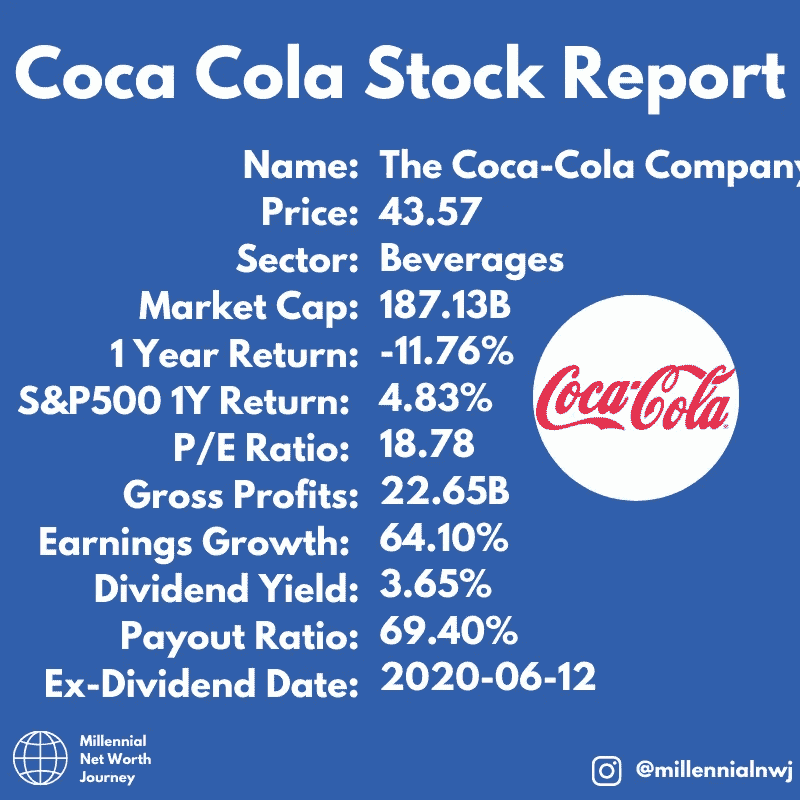 Coca Cola Stock Report
Name: The Coca-Cola Company
Price: 43.57
Sector: Beverages
Market Cap: 187.13B
1 Year Return: -11.76%
S&P500 1Y Return: 4.83%
P/E Ratio: 18.78
Gross Profits: 22.65B
Earnings Growth: 64.10%
Dividend Yield: 3.65%
Payout Ratio: 69.40%
Ex-Dividend Date: 2020-06-12
Coca-Cola
Millennial
Net Worth
Journey
@millennialnwj